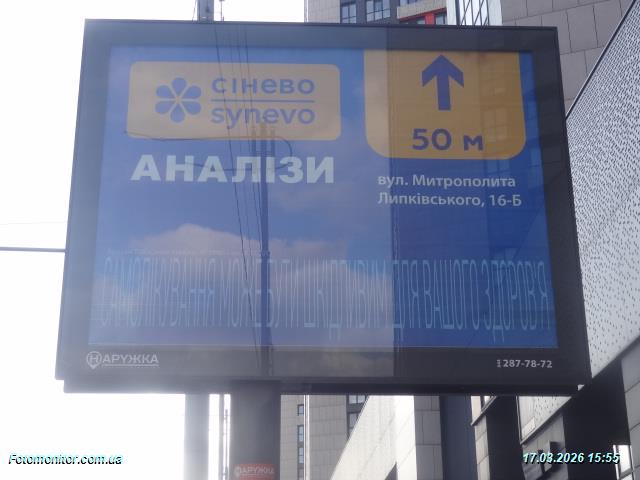 сінево
synevo
50 м
АНАЛІЗИ
вул. Митрополита
Липківського, 16-Б
САМОЛІКУВАННЯ МОЖЕ БУТИ ШКІДЛИВИМ ДЛЯ ВАШОГО ЗДОРОВ'Я
НАРУЖКА
287-78-72
НАРУЖКА
Fotomonitor.com.ua
17.03.2026 15:55